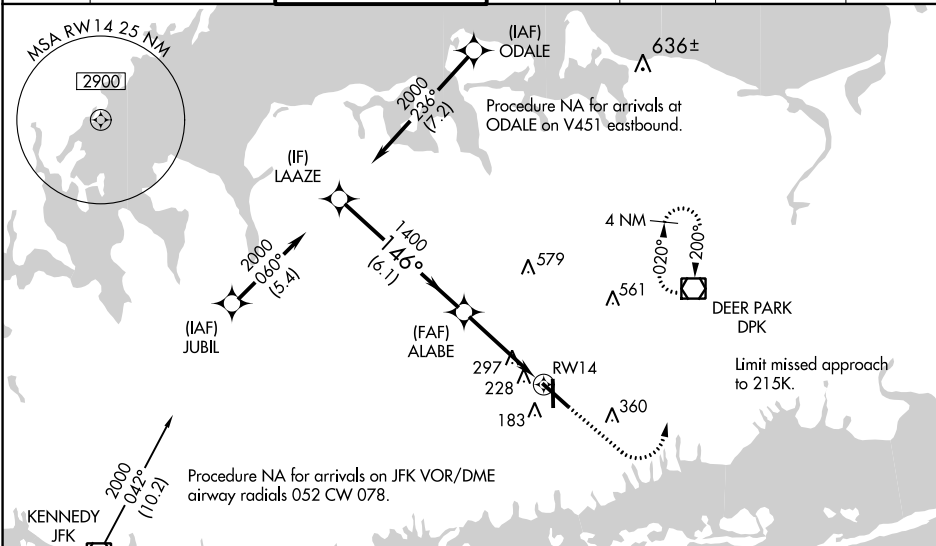 MSA RW14 25 NM
2900
(IAF)
ODALE
636±
2000
236°
(7.2)
Procedure NA for arrivals at
ODALE on V451 eastbound.
(IF)
LAAZE
1400
146°
(6.1)
2000
060°
(5.4)
(IAF)
JUBIL
4 NM
020°
200°
579
561
DEER PARK
DPK
(FAF)
ALABE
297
RW14
228
183
360
Limit missed approach
to 215K.
2000
042°
(10.2)
Procedure NA for arrivals on JFK VOR/DME
airway radials 052 CW 078.
KENNEDY
JFK